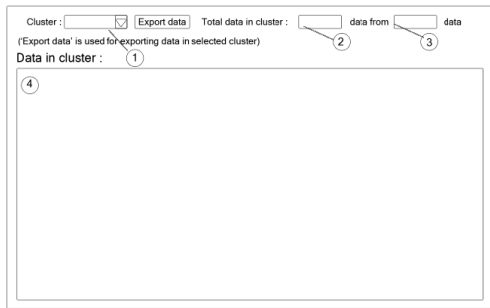 Cluster : Export data Total data in cluster : data from data
('Export data' is used for exporting data in selected cluster) 2 3
Data in cluster : 1
4